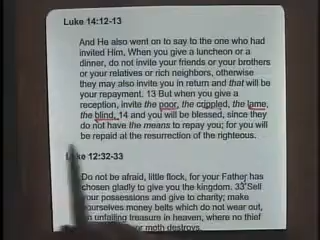 Luke 14:12-13
And He also went on to say to the one who had
invited Him, When you give a luncheon or a
dinner, do not invite your friends or your brothers
or your relatives or rich neighbors, otherwise
they may also invite you in return and that will be
your repayment. 13 But when you give a
reception, invite the poor, the crippled, the lame,
the blind, 14 and you will be blessed, since they
do not have the means to repay you; for you will
be repaid at the resurrection of the righteous.
Luke 12:32-33
Do not be afraid, little flock, for your Father has
chosen gladly to give you the kingdom. 33 Sell
your possessions and give to charity; make
yourselves money belts which do not wear out,
an unfailing treasure in heaven, where no thief
moth destroys.